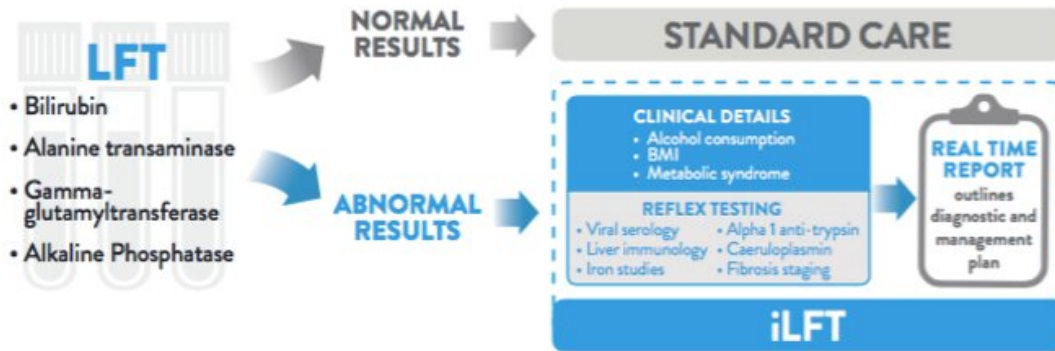 LFT
• Bilirubin
• Alanine transaminase
• Gamma-
glutamyltransferase
• Alkaline Phosphatase
NORMAL
RESULTS
STANDARD CARE
ABNORMAL
RESULTS
CLINICAL DETAILS
• Alcohol consumption
• BMI
• Metabolic syndrome
REFLEX TESTING
• Viral serology
• Liver immunology
• Iron studies
• Alpha 1 anti-trypsin
• Caeruloplasmin
• Fibrosis staging
REAL TIME
REPORT
outlines
diagnostic and
management
plan
iLFT